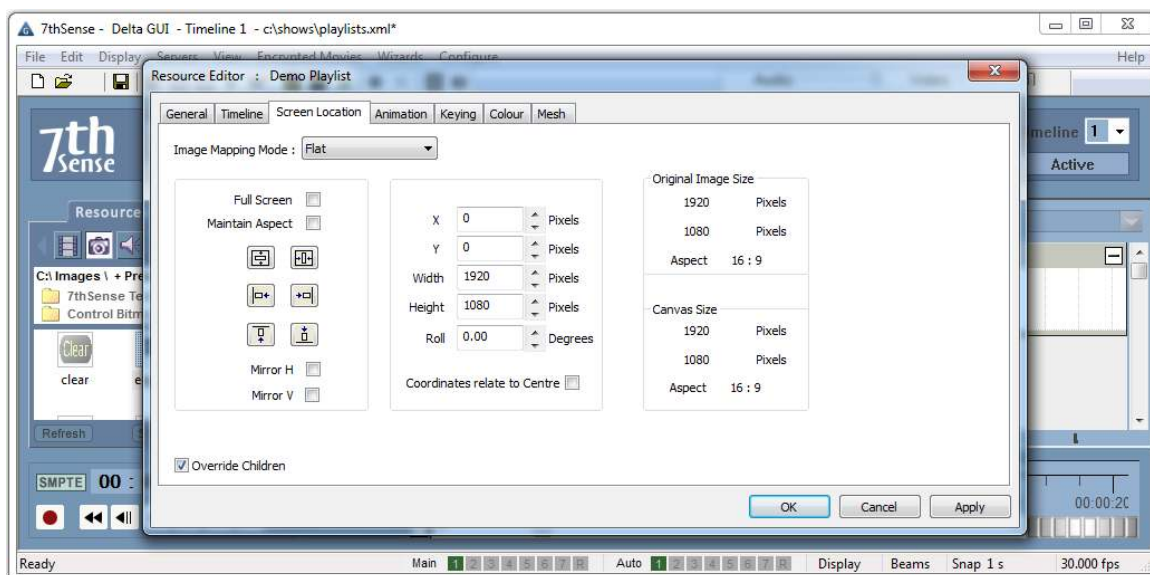 7thSense - Delta GUI - Timeline 1 - c:\shows\playlists.xml*
File Edit Display Servers View Encrypted Movies Wizards Configure Help
Resource Editor : Demo Playlist
General Timeline Screen Location Animation Keying Colour Mesh
7th Sense
Image Mapping Mode : Flat
meline 1
Active
Full Screen
Maintain Aspect
Mirror H
Mirror V
X 0 Pixels
Y 0 Pixels
Width 1920 Pixels
Height 1080 Pixels
Roll 0.00 Degrees
Coordinates relate to Centre
Original Image Size
1920 Pixels
1080 Pixels
Aspect 16 : 9
Canvas Size
1920 Pixels
1080 Pixels
Aspect 16 : 9
Resource
C:\ Images \ + Pre
7thSense Te
Control Bitm
Clear
clear
e
Refresh
Override Children
OK Cancel Apply
SMPTE 00 :
00:00:20
Ready Main 1 2 3 4 5 6 7 R Auto 1 2 3 4 5 6 7 R Display Beams Snap 1 s 30.000 fps